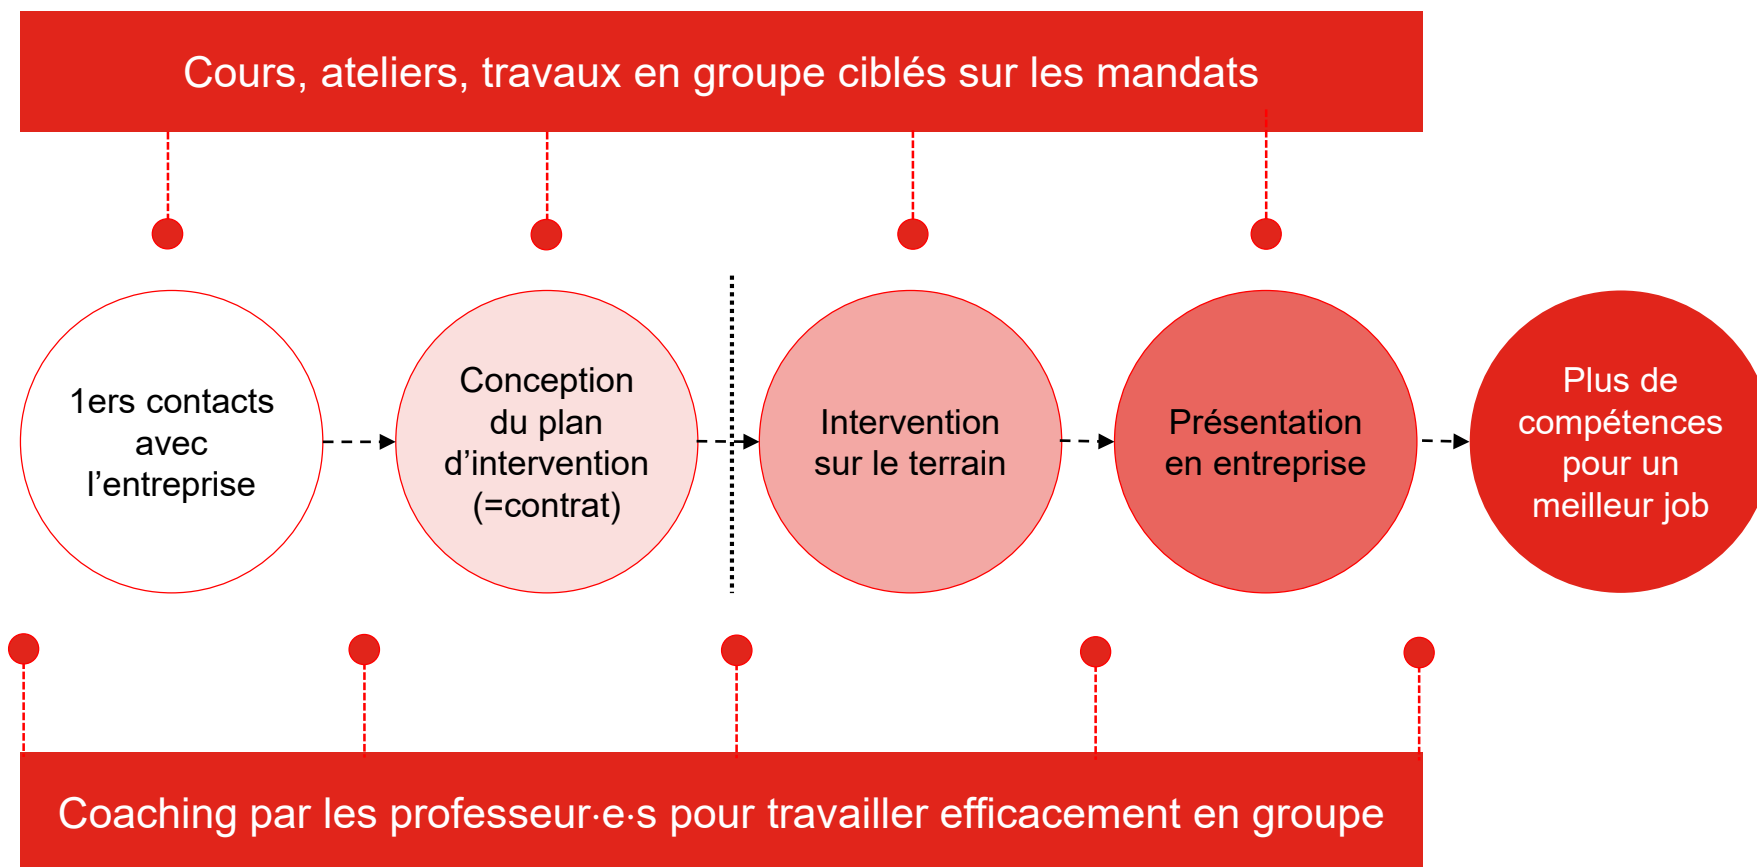 Cours, ateliers, travaux en groupe ciblés sur les mandats
1ers contacts
avec
l’entreprise
Conception
du plan
d’intervention
(=contrat)
Intervention
sur le terrain
Présentation
en entreprise
Plus de
compétences
pour un
meilleur job
Coaching par les professeur·e·s pour travailler efficacement en groupe